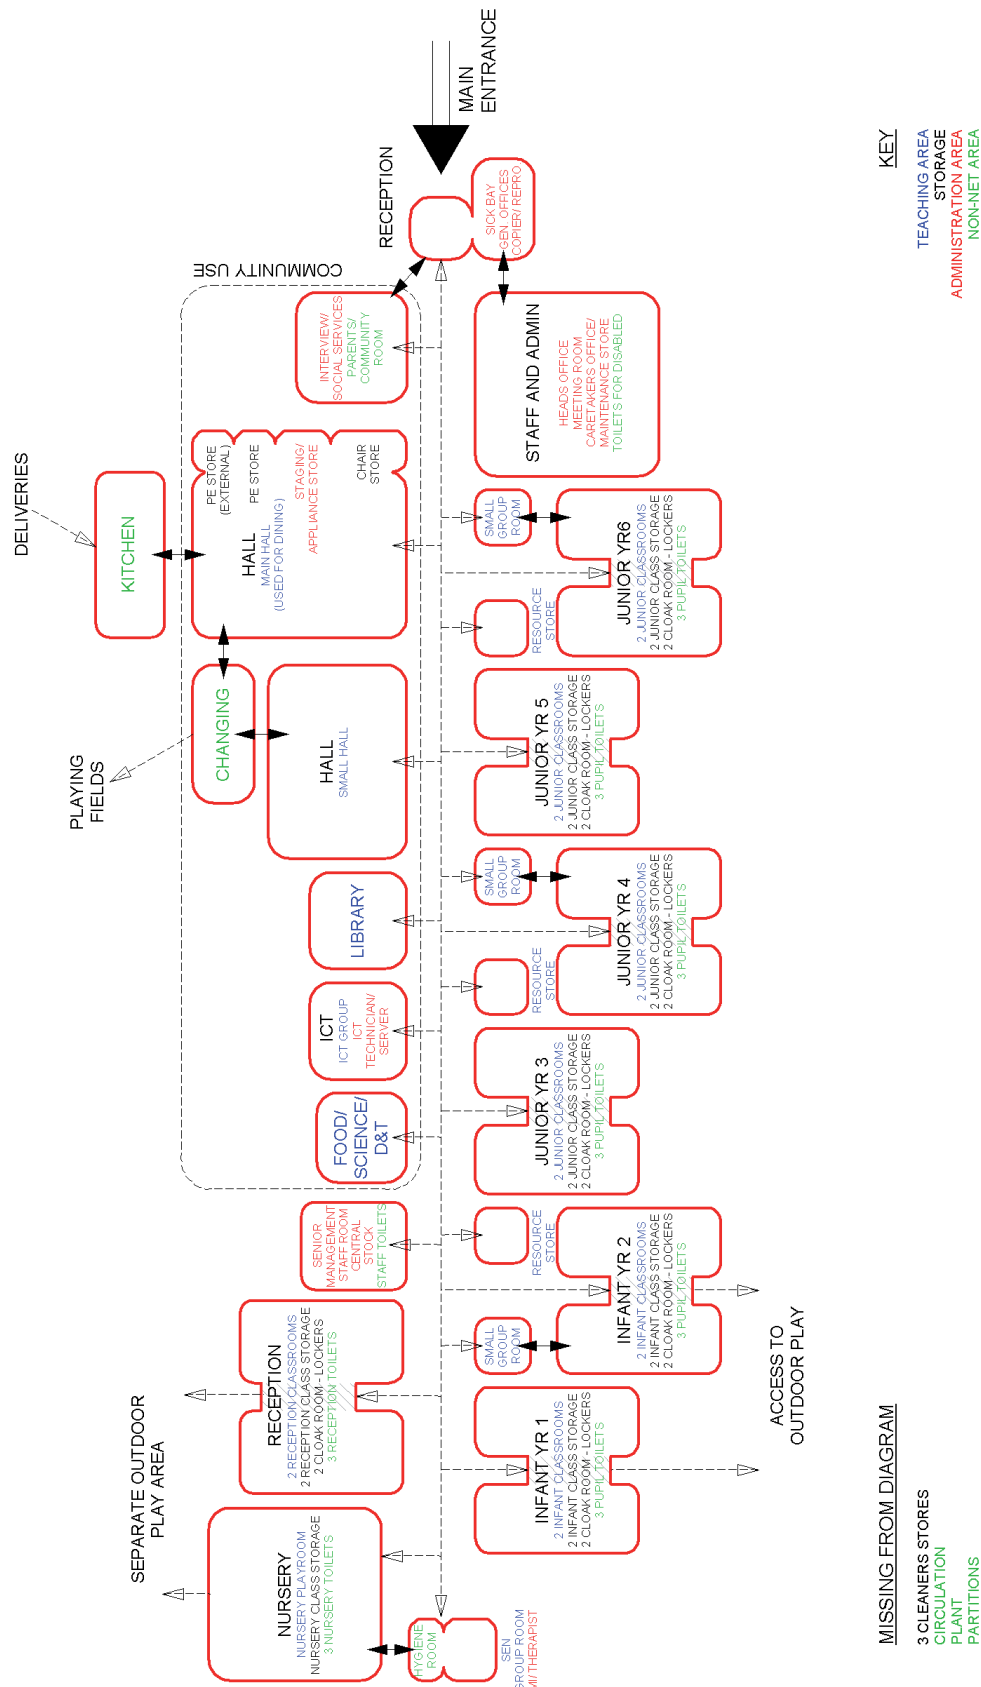 SEPARATE OUTDOOR
PLAY AREA
PLAYING
FIELDS
DELIVERIES
KITCHEN
CHANGING
COMMUNITY USE
NURSERY
NURSERY PLAYROOM
NURSERY CLASS STORAGE
3 NURSERY TOILETS
RECEPTION
2 RECEPTION CLASSROOMS
2 RECEPTION CLASS STORAGE
2 CLOAK ROOM - LOCKERS
3 RECEPTION TOILETS
SENIOR
MANAGEMENT
STAFF ROOM
CENTRAL
STOCK
STAFF TOILETS
FOOD/
SCIENCE/
D&T
ICT
ICT GROUP
ICT
TECHNICIAN/
SERVER
LIBRARY
HALL
SMALL HALL
HALL
MAIN HALL
(USED FOR DINING)
PE STORE
(EXTERNAL)
PE STORE
STAGING/
APPLIANCE STORE
CHAIR
STORE
INTERVIEW/
SOCIAL SERVICES
PARENTS/
COMMUNITY
ROOM
RECEPTION
MAIN
ENTRANCE
SICK BAY
GEN. OFFICES
COPIER/ REPRO
HYGIENE
ROOM
SEN
GROUP ROOM
MI/ THERAPIST
INFANT YR 1
2 INFANT CLASSROOMS
2 INFANT CLASS STORAGE
2 CLOAK ROOM - LOCKERS
3 PUPIL TOILETS
SMALL
GROUP
ROOM
RESOURCE
STORE
INFANT YR 2
2 INFANT CLASSROOMS
2 INFANT CLASS STORAGE
2 CLOAK ROOM - LOCKERS
3 PUPIL TOILETS
JUNIOR YR 3
2 JUNIOR CLASSROOMS
2 JUNIOR CLASS STORAGE
2 CLOAK ROOM - LOCKERS
3 PUPIL TOILETS
RESOURCE
STORE
SMALL
GROUP
ROOM
JUNIOR YR 4
2 JUNIOR CLASSROOMS
2 JUNIOR CLASS STORAGE
2 CLOAK ROOM - LOCKERS
3 PUPIL TOILETS
JUNIOR YR 5
2 JUNIOR CLASSROOMS
2 JUNIOR CLASS STORAGE
2 CLOAK ROOM - LOCKERS
3 PUPIL TOILETS
RESOURCE
STORE
SMALL
GROUP
ROOM
JUNIOR YR6
2 JUNIOR CLASSROOMS
2 JUNIOR CLASS STORAGE
2 CLOAK ROOM - LOCKERS
3 PUPIL TOILETS
STAFF AND ADMIN
HEADS OFFICE
MEETING ROOM
CARETAKERS OFFICE/
MAINTENANCE STORE
TOILETS FOR DISABLED
ACCESS TO
OUTDOOR PLAY
MISSING FROM DIAGRAM
3 CLEANERS STORES
CIRCULATION
PLANT
PARTITIONS
KEY
TEACHING AREA
STORAGE
ADMINISTRATION AREA
NON-NET AREA